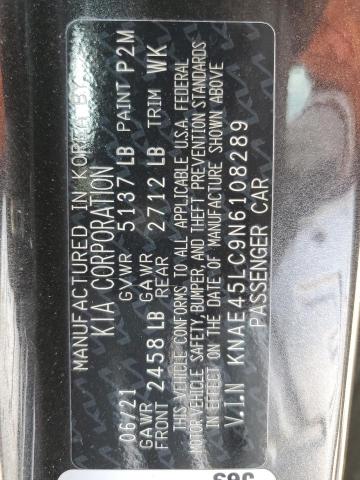 MANUFACTURED IN KOREA BY
KIA CORPORATION
06/21 GVWR 5137 LB PAINT P2M
GAWR FRONT 2458 LB GAWR REAR 2712 LB TRIM WK
THIS VEHICLE CONFORMS TO ALL APPLICABLE U.S.A. FEDERAL
MOTOR VEHICLE SAFETY, BUMPER, AND THEFT PREVENTION STANDARDS
IN EFFECT ON THE DATE OF MANUFACTURE SHOWN ABOVE
V.I.N KNAE45LC9N6108289
PASSENGER CAR